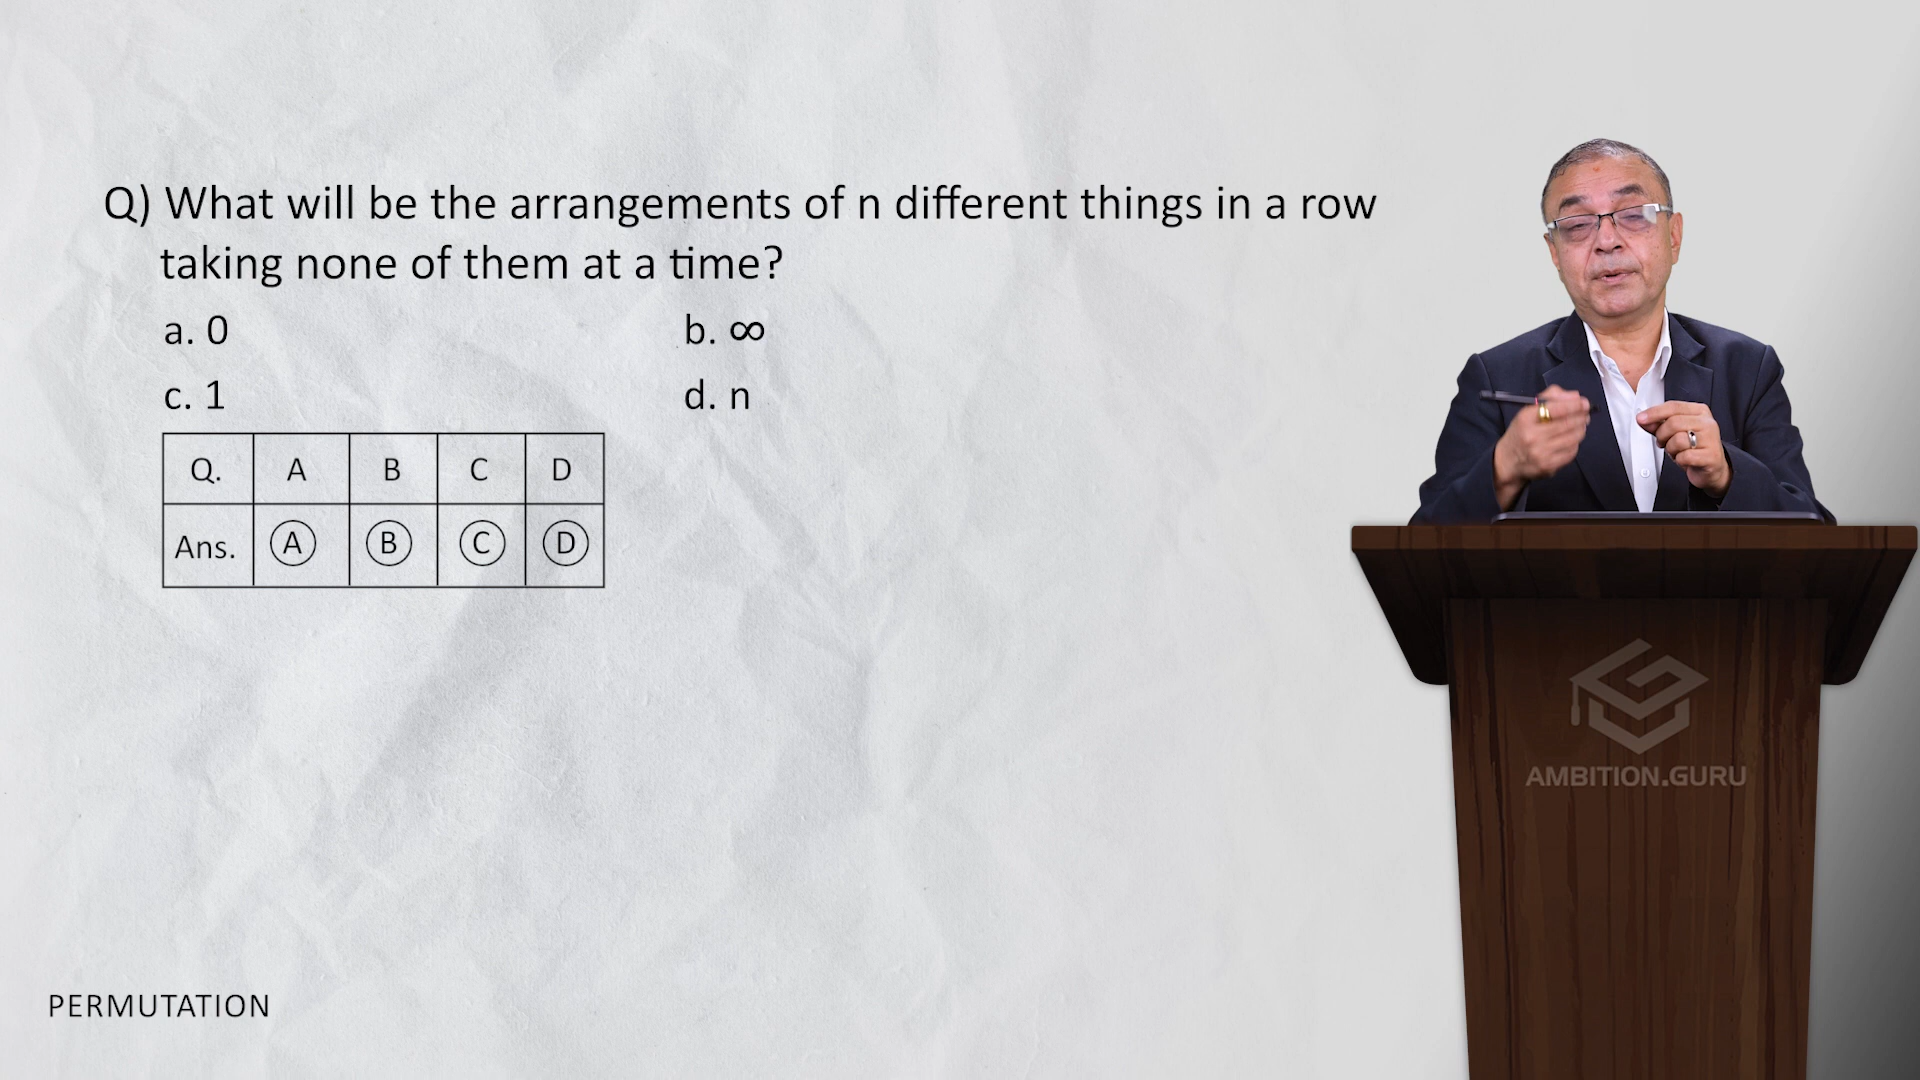 Q) What will be the arrangements of n different things in a row
taking none of them at a time?
a. 0 b. ∞
c. 1 d. n
Q. A B C D
Ans. A B C D
AMBITION.GURU
PERMUTATION